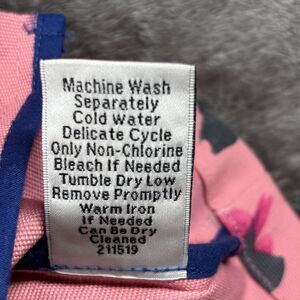 Machine Wash
Separately
Cold water
Delicate Cycle
Only Non-Chlorine
Bleach If Needed
Tumble Dry Low
Remove Promptly
Warm Iron
If Needed
Can Be Dry
Cleaned
211519